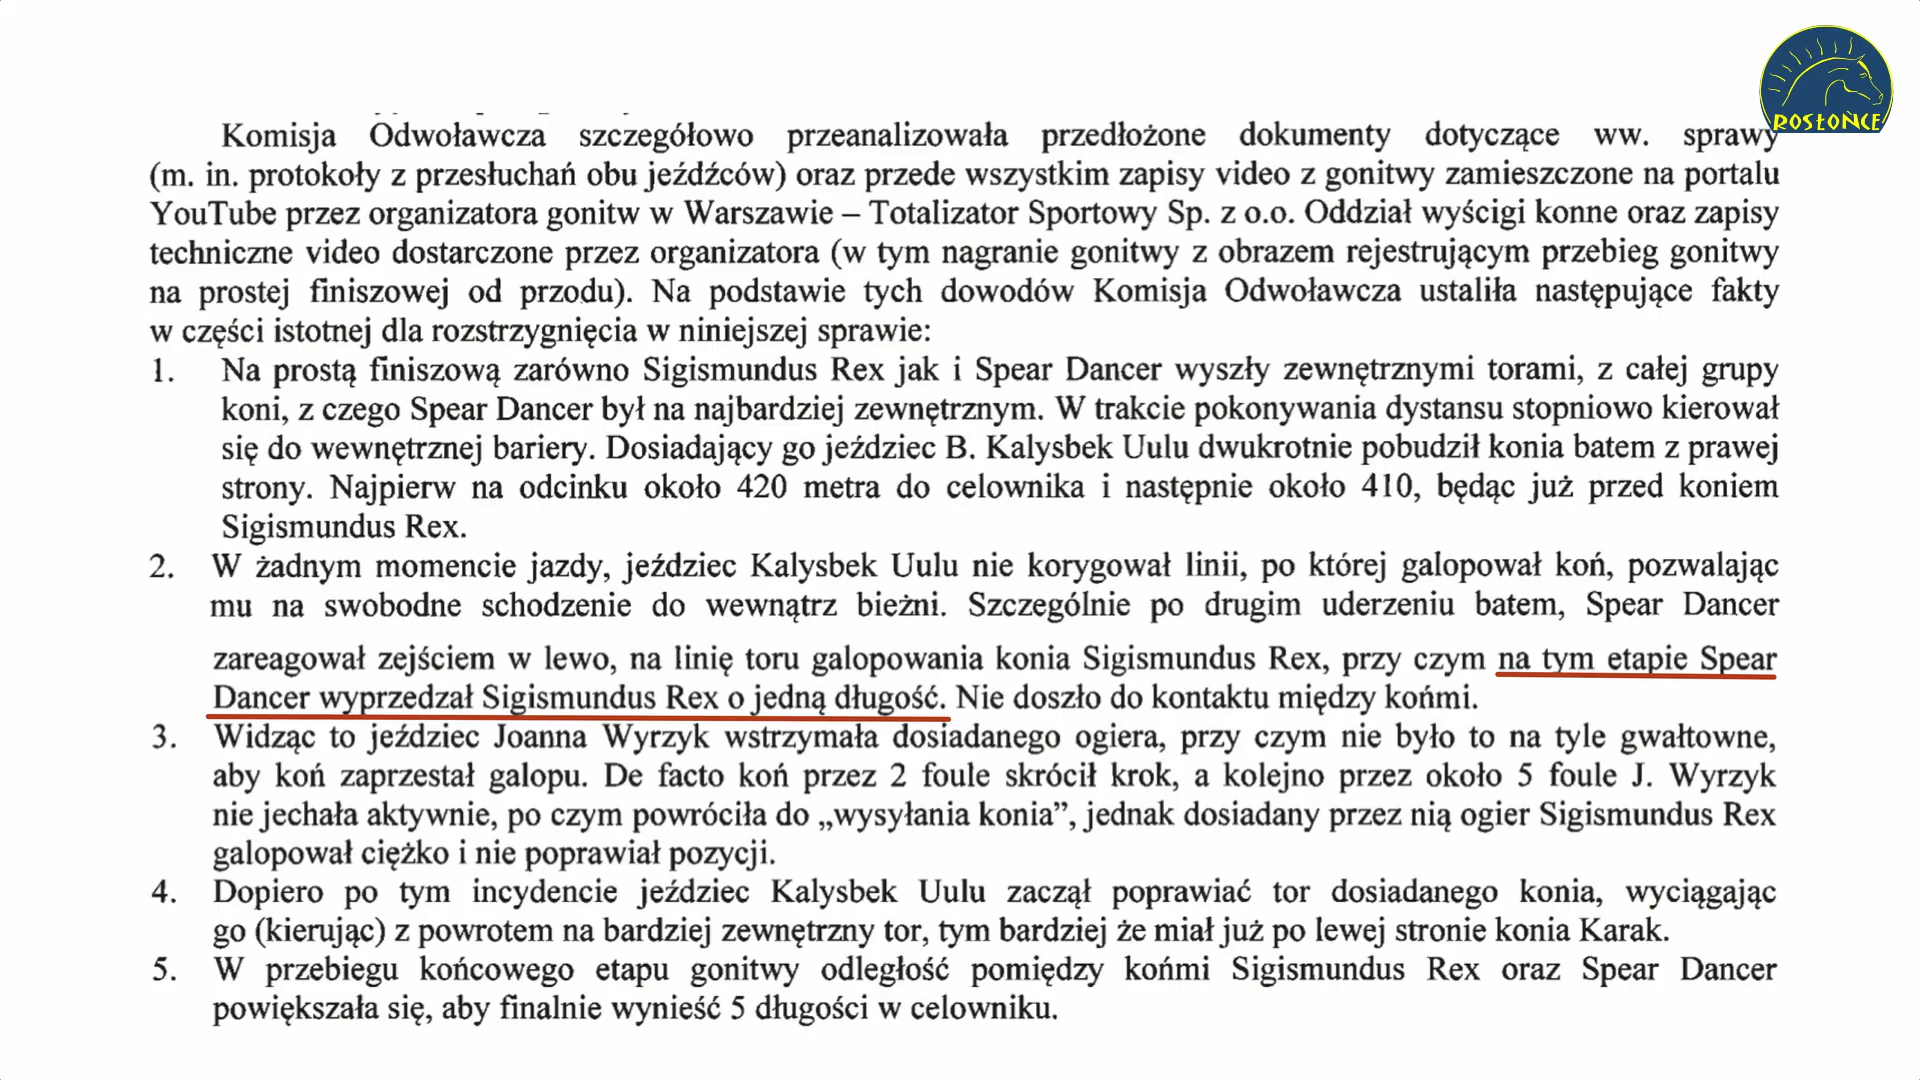 ROSŁOŃCE
Komisja Odwoławcza szczegółowo przeanalizowała przedłożone dokumenty dotyczące ww. sprawy
(m. in. protokoły z przesłuchań obu jeźdźców) oraz przede wszystkim zapisy video z gonitwy zamieszczone na portalu
YouTube przez organizatora gonitw w Warszawie – Totalizator Sportowy Sp. z o.o. Oddział wyścigi konne oraz zapisy
techniczne video dostarczone przez organizatora (w tym nagranie gonitwy z obrazem rejestrującym przebieg gonitwy
na prostej finiszowej od przodu). Na podstawie tych dowodów Komisja Odwoławcza ustaliła następujące fakty
w części istotnej dla rozstrzygnięcia w niniejszej sprawie:
1. Na prostą finiszową zarówno Sigismundus Rex jak i Spear Dancer wyszły zewnętrznymi torami, z całej grupy
koni, z czego Spear Dancer był na najbardziej zewnętrznym. W trakcie pokonywania dystansu stopniowo kierował
się do wewnętrznej bariery. Dosiadający go jeździec B. Kalysbek Uulu dwukrotnie pobudził konia batem z prawej
strony. Najpierw na odcinku około 420 metra do celownika i następnie około 410, będąc już przed koniem
Sigismundus Rex.
2. W żadnym momencie jazdy, jeździec Kalysbek Uulu nie korygował linii, po której galopował koń, pozwalając
mu na swobodne schodzenie do wewnątrz bieżni. Szczególnie po drugim uderzeniu batem, Spear Dancer
zareagował zejściem w lewo, na linię toru galopowania konia Sigismundus Rex, przy czym na tym etapie Spear
Dancer wyprzedzał Sigismundus Rex o jedną długość. Nie doszło do kontaktu między końmi.
3. Widząc to jeździec Joanna Wyrzyk wstrzymała dosiadanego ogiera, przy czym nie było to na tyle gwałtowne,
aby koń zaprzestał galopu. De facto koń przez 2 foule skrócił krok, a kolejno przez około 5 foule J. Wyrzyk
nie jechała aktywnie, po czym powróciła do „wysyłania konia”, jednak dosiadany przez nią ogier Sigismundus Rex
galopował ciężko i nie poprawiał pozycji.
4. Dopiero po tym incydencie jeździec Kalysbek Uulu zaczął poprawiać tor dosiadanego konia, wyciągając
go (kierując) z powrotem na bardziej zewnętrzny tor, tym bardziej że miał już po lewej stronie konia Karak.
5. W przebiegu końcowego etapu gonitwy odległość pomiędzy końmi Sigismundus Rex oraz Spear Dancer
powiększała się, aby finalnie wynieść 5 długości w celowniku.